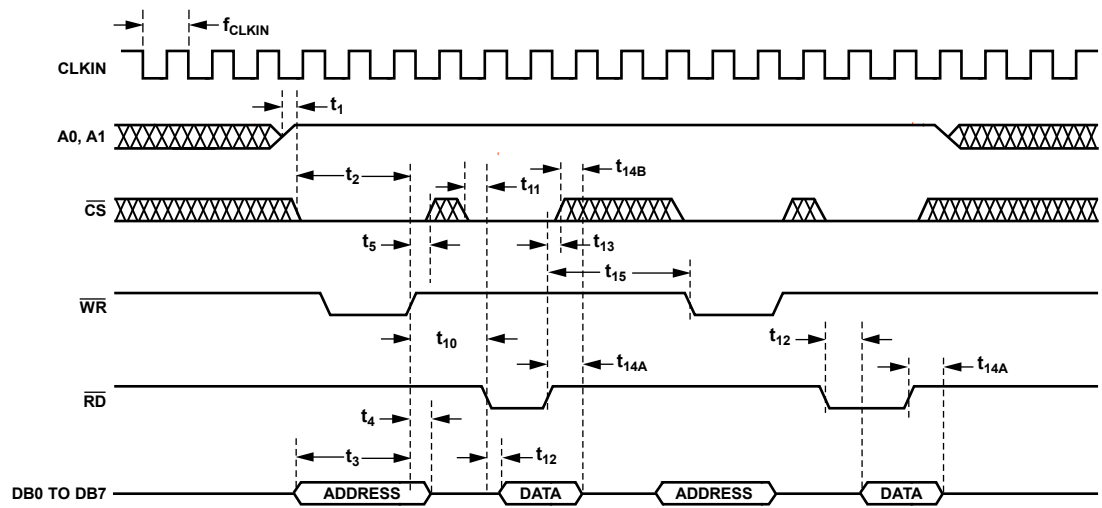 fCLKIN
CLKIN
t1
A0, A1
t2
t11
t14B
CS
t5
t13
t15
WR
t10
t12
t14A
t14A
RD
t4
t3
t12
DB0 TO DB7
ADDRESS
DATA
ADDRESS
DATA